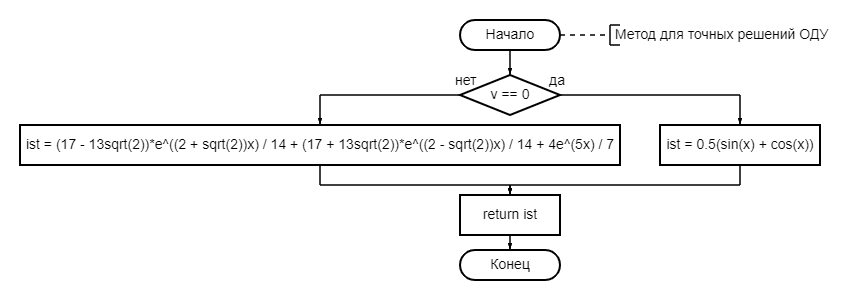 Начало
Метод для точных решений ОДУ
нет
да
v == 0
ist = (17 - 13sqrt(2))*e^((2 + sqrt(2))x) / 14 + (17 + 13sqrt(2))*e^((2 - sqrt(2))x) / 14 + 4e^(5x) / 7
ist = 0.5(sin(x) + cos(x))
return ist
Конец